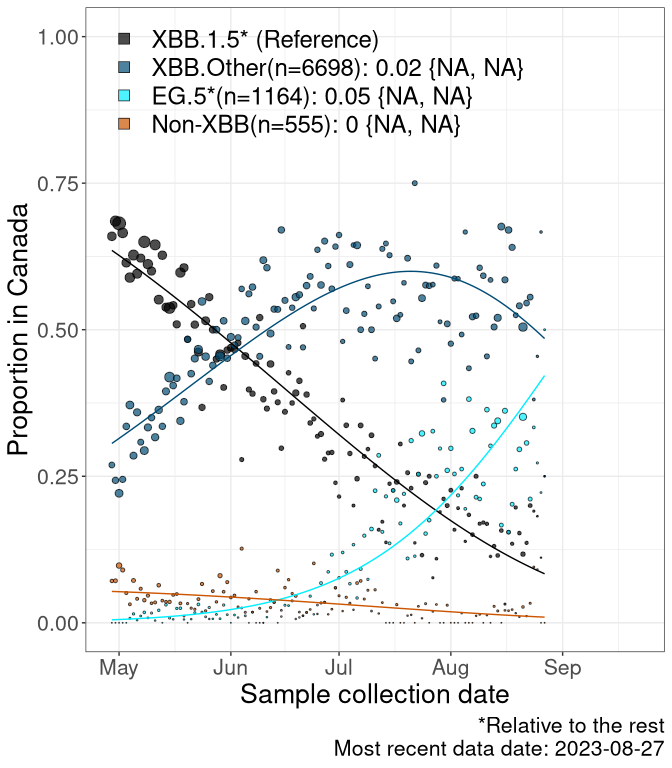 XBB.1.5* (Reference)
XBB.Other(n=6698): 0.02 {NA, NA}
EG.5*(n=1164): 0.05 {NA, NA}
Non-XBB(n=555): 0 {NA, NA}
Proportion in Canada
1.00
0.75
0.50
0.25
0.00
May Jun Jul Aug Sep
Sample collection date
*Relative to the rest
Most recent data date: 2023-08-27